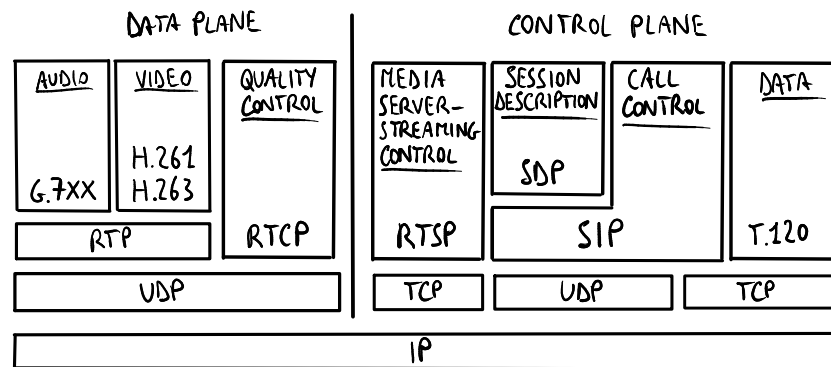 DATA PLANE
CONTROL PLANE
AUDIO
G.7XX
VIDEO
H.261
H.263
QUALITY
CONTROL
RTCP
MEDIA
SERVER-
STREAMING
CONTROL
RTSP
SESSION
DESCRIPTION
SDP
CALL
CONTROL
SIP
DATA
T.120
RTP
UDP
TCP
UDP
TCP
IP